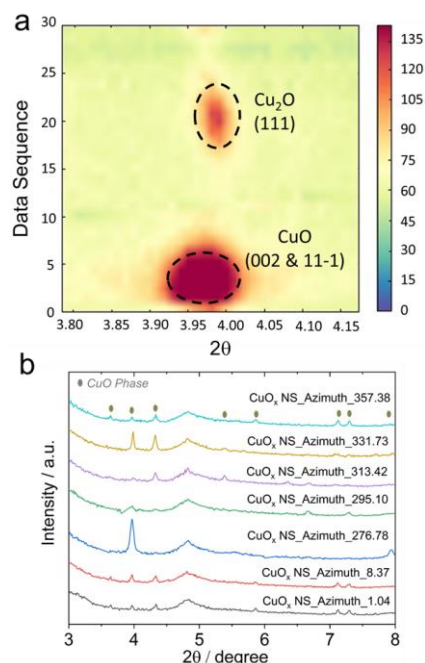 a
30
25
20
15
10
5
0
Data Sequence
Cu₂O
(111)
CuO
(002 & 11-1)
3.80 3.85 3.90 3.95 4.00 4.05 4.10 4.15
2θ
135
120
105
90
75
60
45
30
15
0
b
CuO Phase
CuOₓ NS_Azimuth_357.38
CuOₓ NS_Azimuth_331.73
CuOₓ NS_Azimuth_313.42
CuOₓ NS_Azimuth_295.10
CuOₓ NS_Azimuth_276.78
CuOₓ NS_Azimuth_8.37
CuOₓ NS_Azimuth_1.04
Intensity / a.u.
3 4 5 6 7 8
2θ / degree